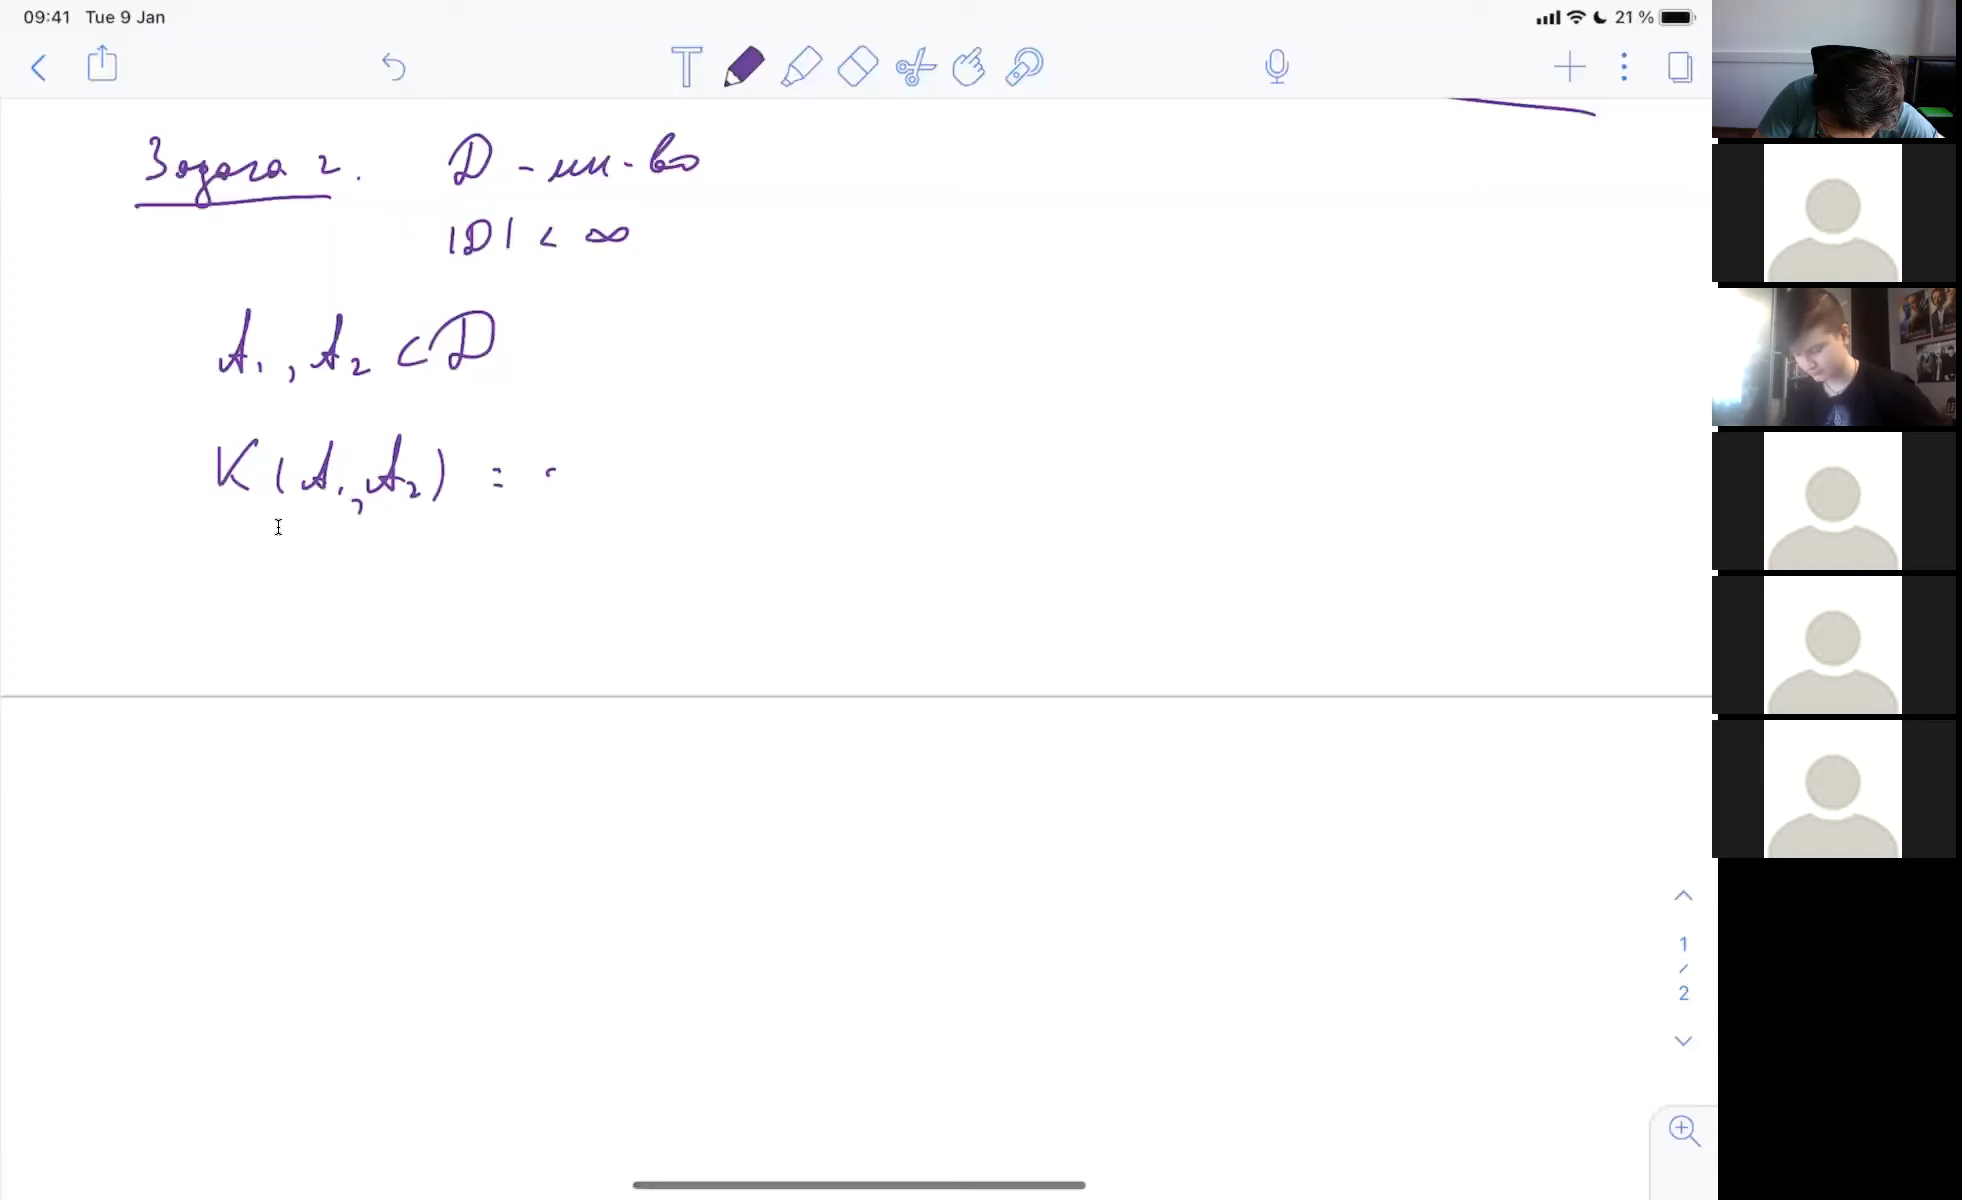 09:41 Tue 9 Jan
21 %
Задача 2. D - мн-во
|D| < ∞
A₁, A₂ ⊂ D
K(A₁, A₂) =
1
/
2